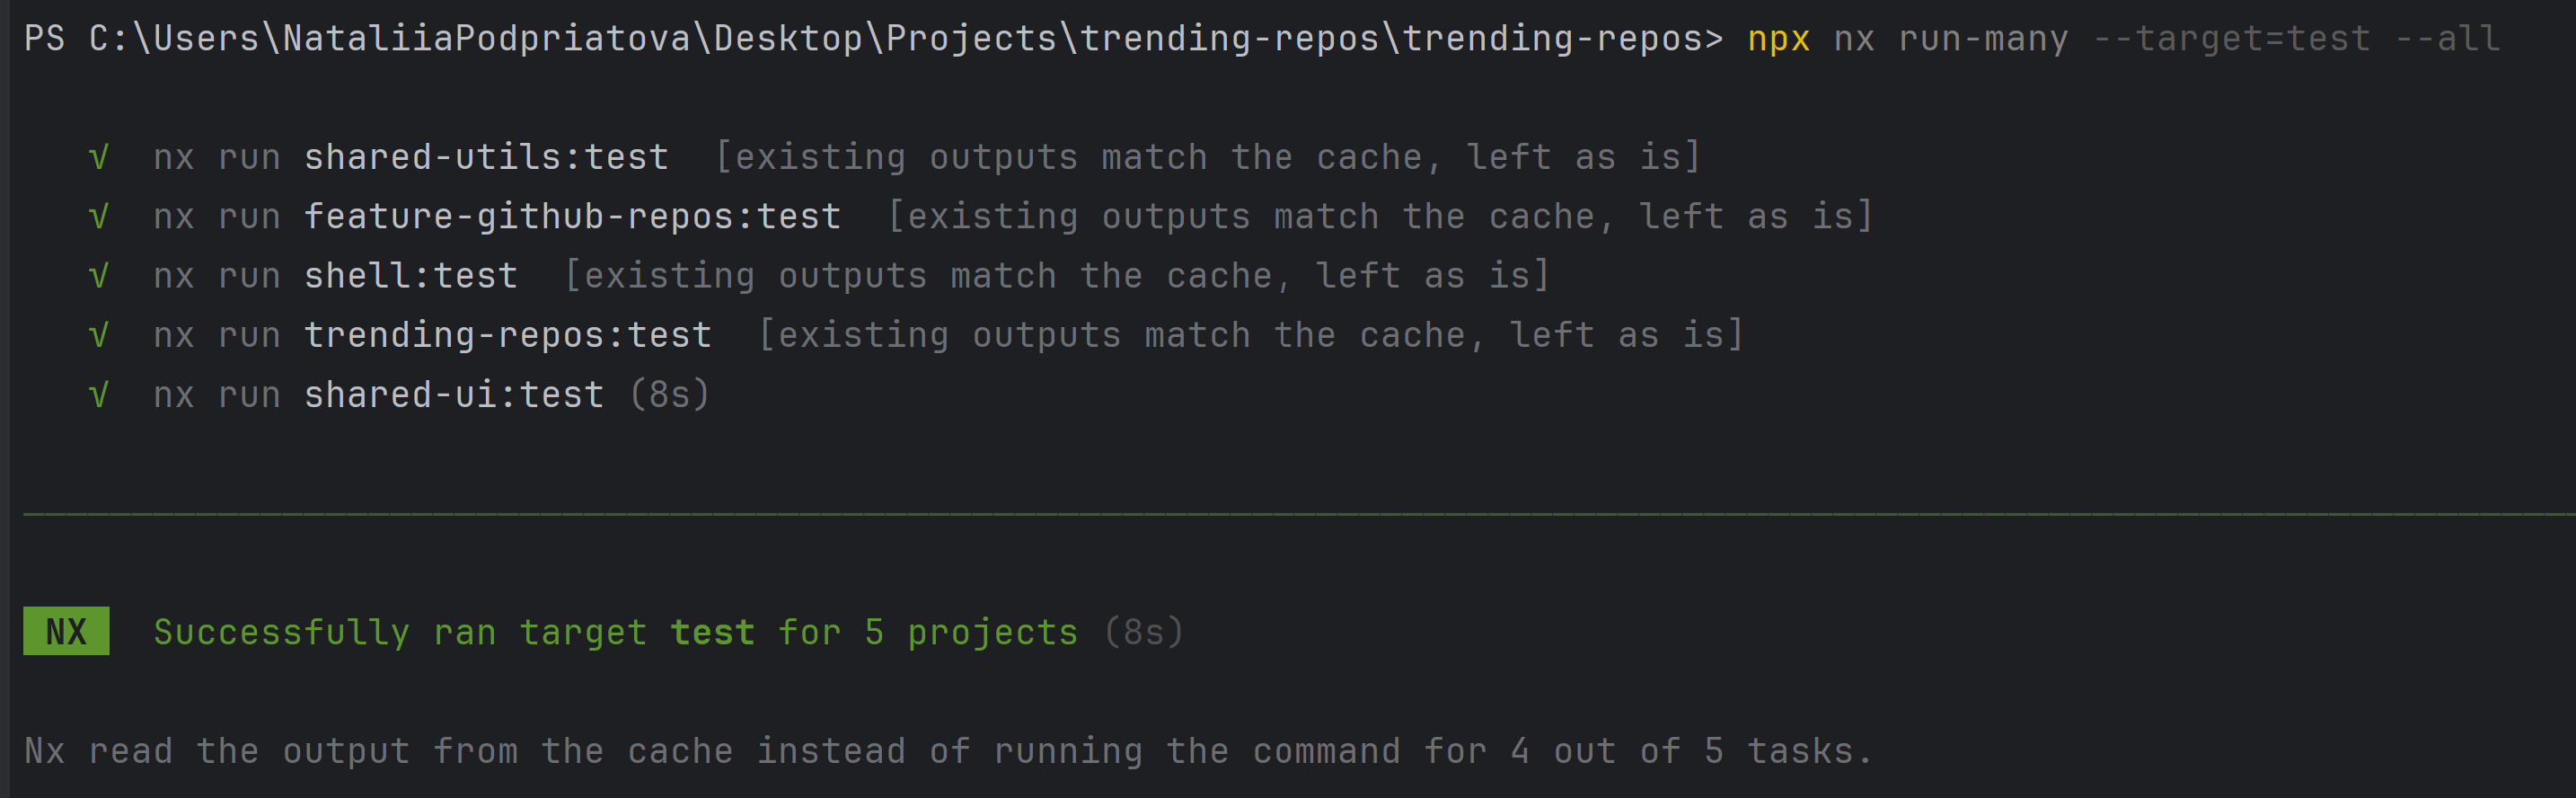 PS C:\Users\NataliiaPodpriatova\Desktop\Projects\trending-repos\trending-repos> npx nx run-many --target=test --all
√ nx run shared-utils:test [existing outputs match the cache, left as is]
√ nx run feature-github-repos:test [existing outputs match the cache, left as is]
√ nx run shell:test [existing outputs match the cache, left as is]
√ nx run trending-repos:test [existing outputs match the cache, left as is]
√ nx run shared-ui:test (8s)
NX Successfully ran target test for 5 projects (8s)
Nx read the output from the cache instead of running the command for 4 out of 5 tasks.